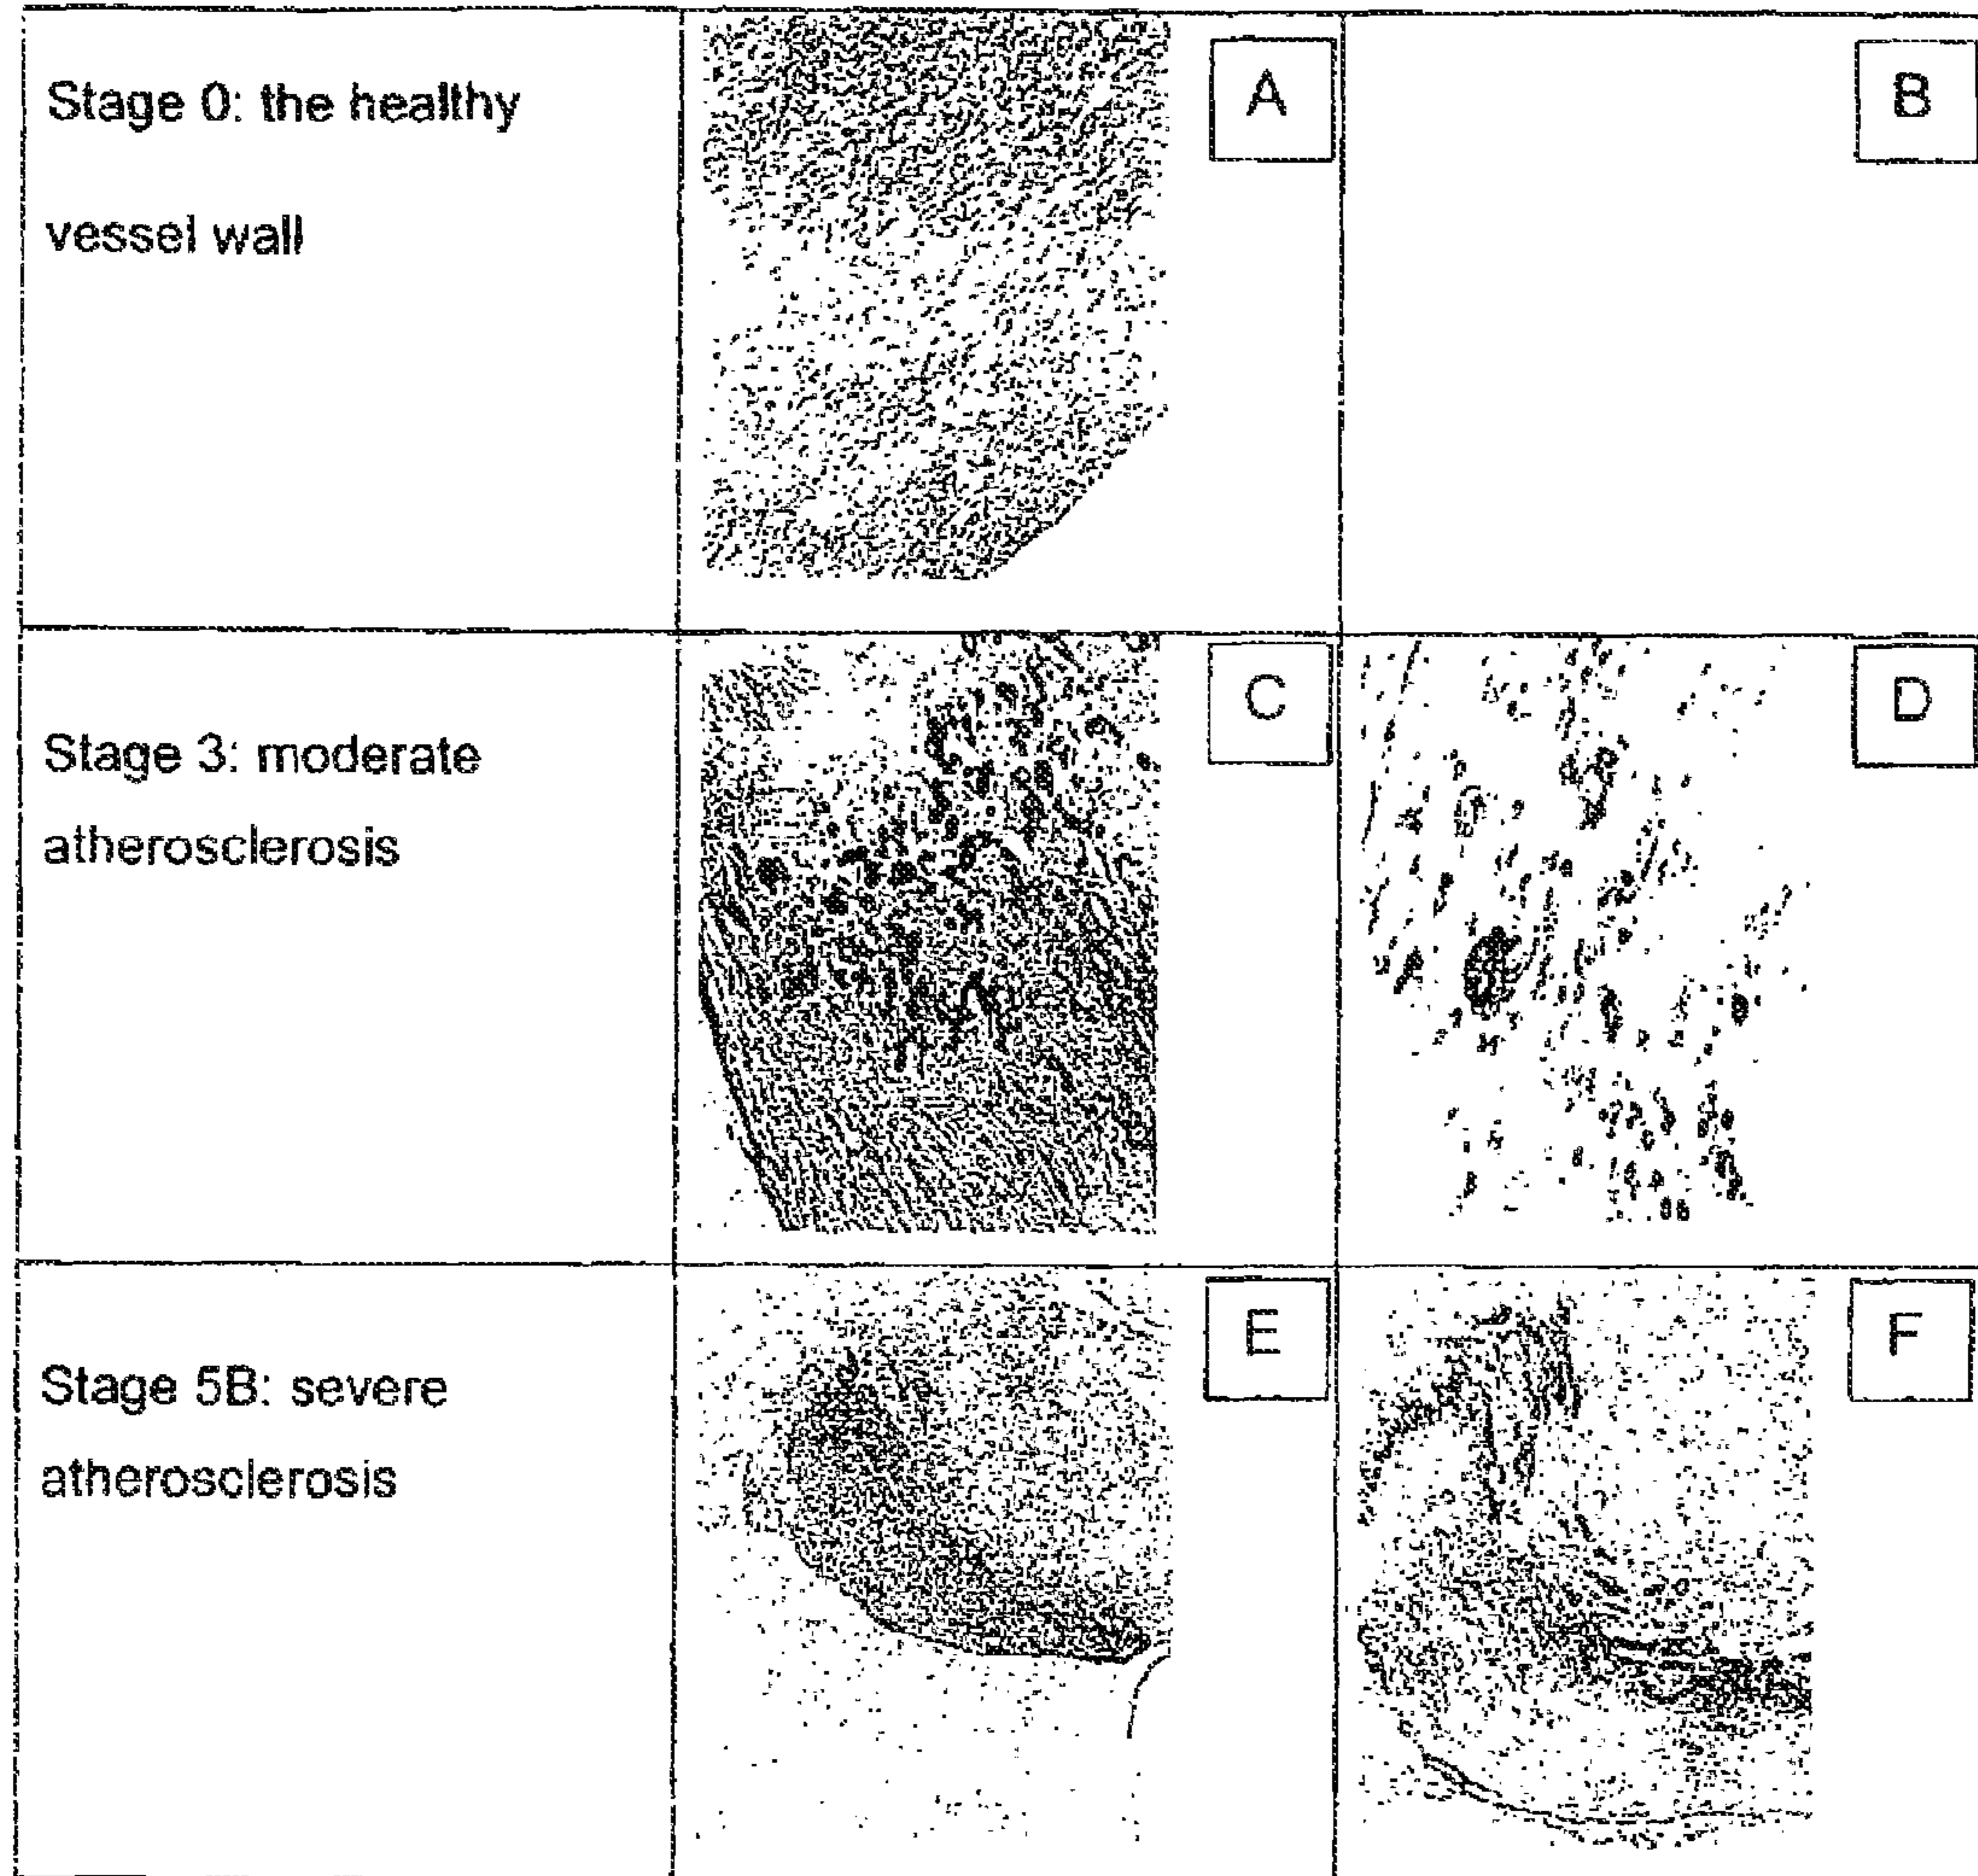 Stage 0: the healthy
vessel wall
A
B
Stage 3: moderate
atherosclerosis
C
D
Stage 5B: severe
atherosclerosis
E
F